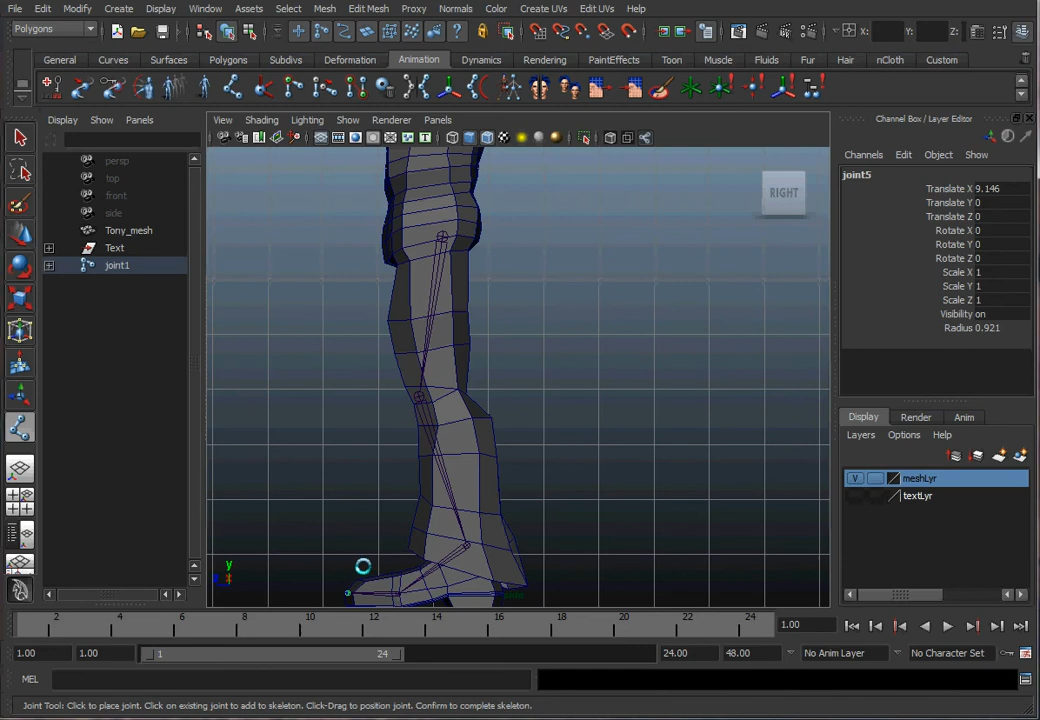 File Edit Modify Create Display Window Assets Select Mesh Edit Mesh Proxy Normals Color Create UVs Edit UVs Help
Polygons X: Y: Z:
General Curves Surfaces Polygons Subdivs Deformation Animation Dynamics Rendering PaintEffects Toon Muscle Fluids Fur Hair nCloth Custom
Display Show Panels
View Shading Lighting Show Renderer Panels
Channel Box / Layer Editor
Channels Edit Object Show
persp
top
front
side
Tony_mesh
Text
joint1
RIGHT
joint5
Translate X 9.146
Translate Y 0
Translate Z 0
Rotate X 0
Rotate Y 0
Rotate Z 0
Scale X 1
Scale Y 1
Scale Z 1
Visibility on
Radius 0.921
Display Render Anim
Layers Options Help
V meshLyr
textLyr
y
2 4 6 8 10 12 14 16 18 20 22 24 1.00
1.00 1.00 1 24 24.00 48.00 No Anim Layer No Character Set
MEL
Joint Tool: Click to place joint. Click on existing joint to add to skeleton. Click-Drag to position joint. Confirm to complete skeleton.